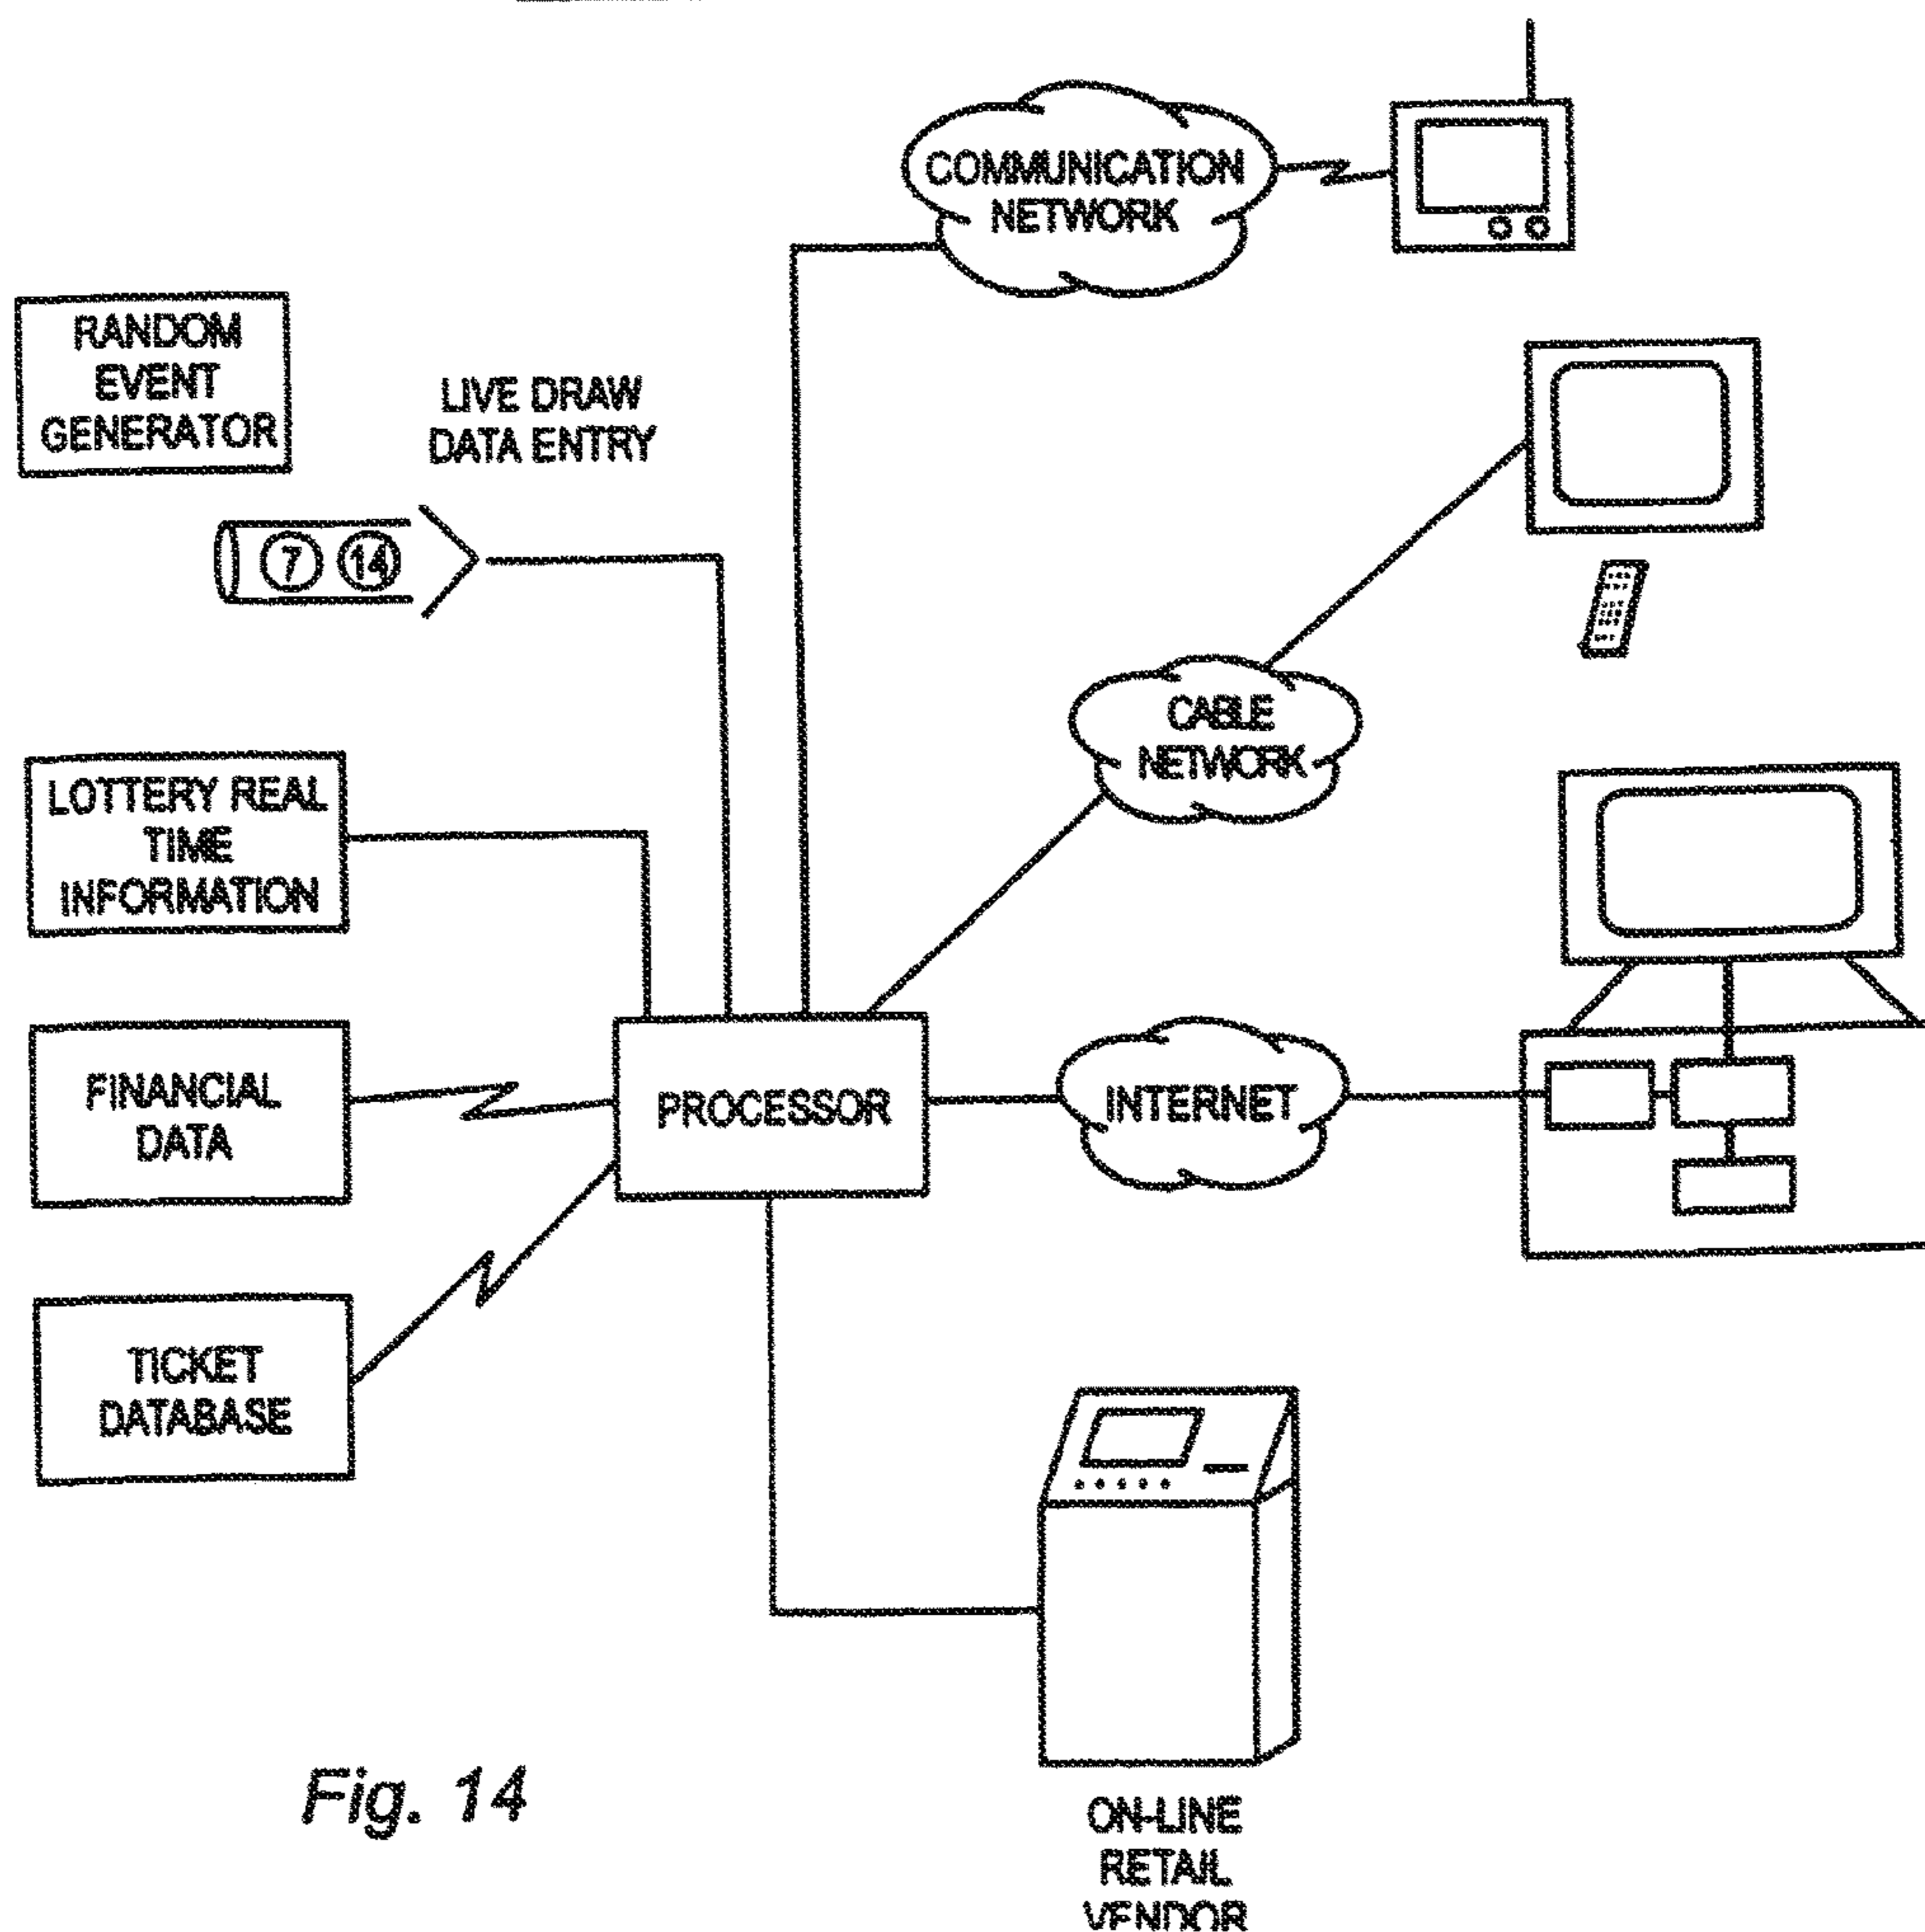 COMMUNICATION
NETWORK
RANDOM
EVENT
GENERATOR
LIVE DRAW
DATA ENTRY
7 14
CABLE
NETWORK
LOTTERY REAL
TIME
INFORMATION
FINANCIAL
DATA
PROCESSOR
INTERNET
TICKET
DATABASE
Fig. 14
ON-LINE
RETAIL
VENDOR